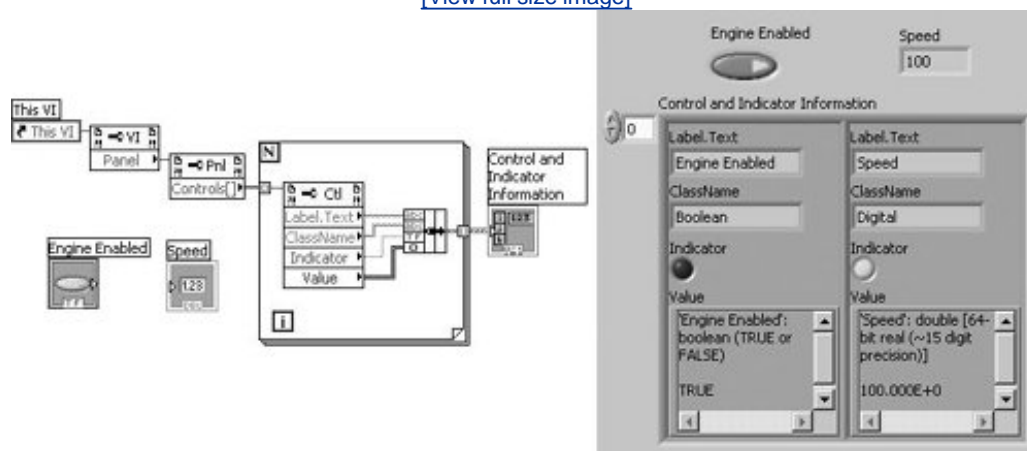 [View full size image]
This VI
This VI
VI
Panel
Pnl
Controls[]
Engine Enabled
TF
Speed
1.23
N
Ctl
Label.Text
ClassName
Indicator
Value
i
Control and
Indicator
Information
Engine Enabled
Speed
100
Control and Indicator Information
0
Label.Text
Engine Enabled
ClassName
Boolean
Indicator
Value
'Engine Enabled':
boolean (TRUE or
FALSE)
TRUE
Label.Text
Speed
ClassName
Digital
Indicator
Value
'Speed': double [64-
bit real (~15 digit
precision)]
100.000E+0